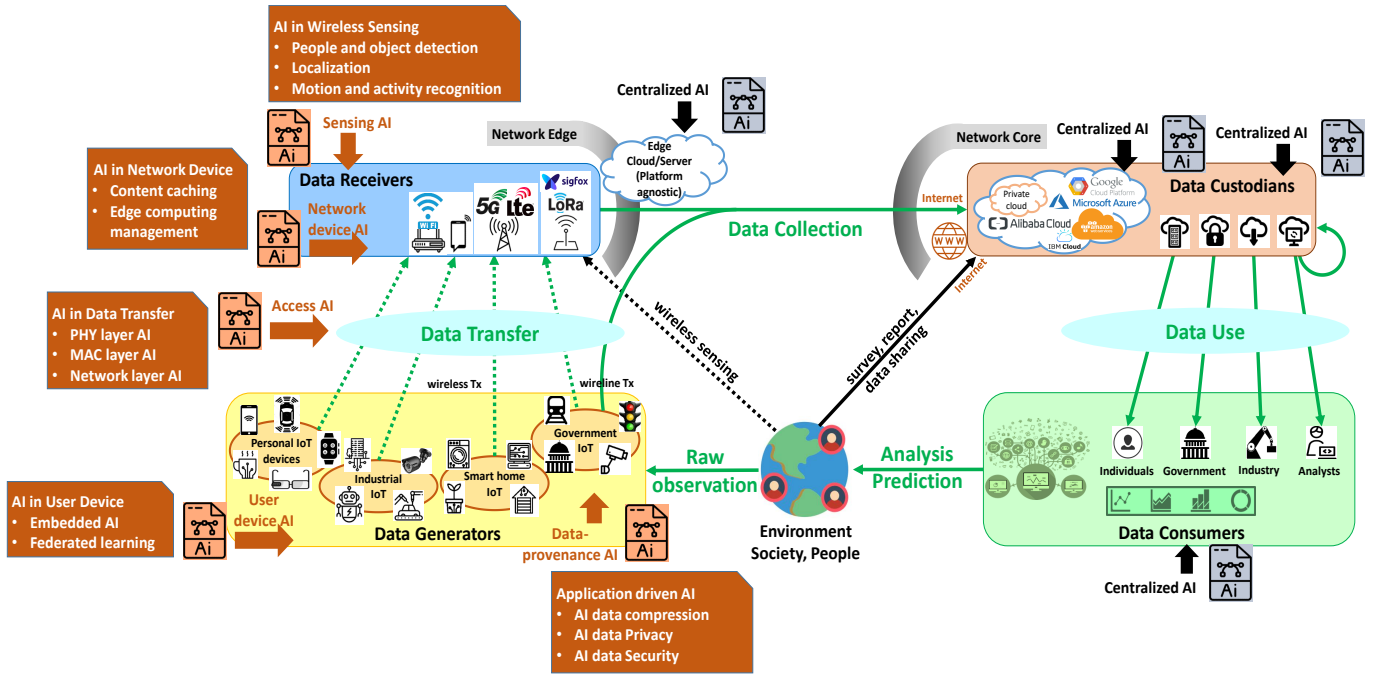 AI in Wireless Sensing
• People and object detection
• Localization
• Motion and activity recognition
Ai
Sensing AI
Network Edge
Centralized AI
Ai
Edge
Cloud/Server
(Platform
agnostic)
Network Core
Centralized AI
Ai
Centralized AI
Ai
AI in Network Device
• Content caching
• Edge computing
management
Ai
Network
device AI
Data Receivers
W F
5G Lte
sigfox
LoRa
Data Collection
Internet
WWW
Internet
Private
cloud
Google
Cloud Platform
Microsoft Azure
Alibaba Cloud
amazon
IBM Cloud
Data Custodians
AI in Data Transfer
• PHY layer AI
• MAC layer AI
• Network layer AI
Ai
Access AI
Data Transfer
wireless Tx
wireline Tx
wireless sensing
survey, report,
data sharing
Data Use
Personal IoT
devices
Industrial
IoT
Smart home
IoT
Government
IoT
Data Generators
Raw
observation
Environment
Society, People
Analysis
Prediction
Individuals
Government
Industry
Analysts
Data Consumers
Centralized AI
Ai
AI in User Device
• Embedded AI
• Federated learning
Ai
User
device AI
Data-
provenance AI
Ai
Application driven AI
• AI data compression
• AI data Privacy
• AI data Security